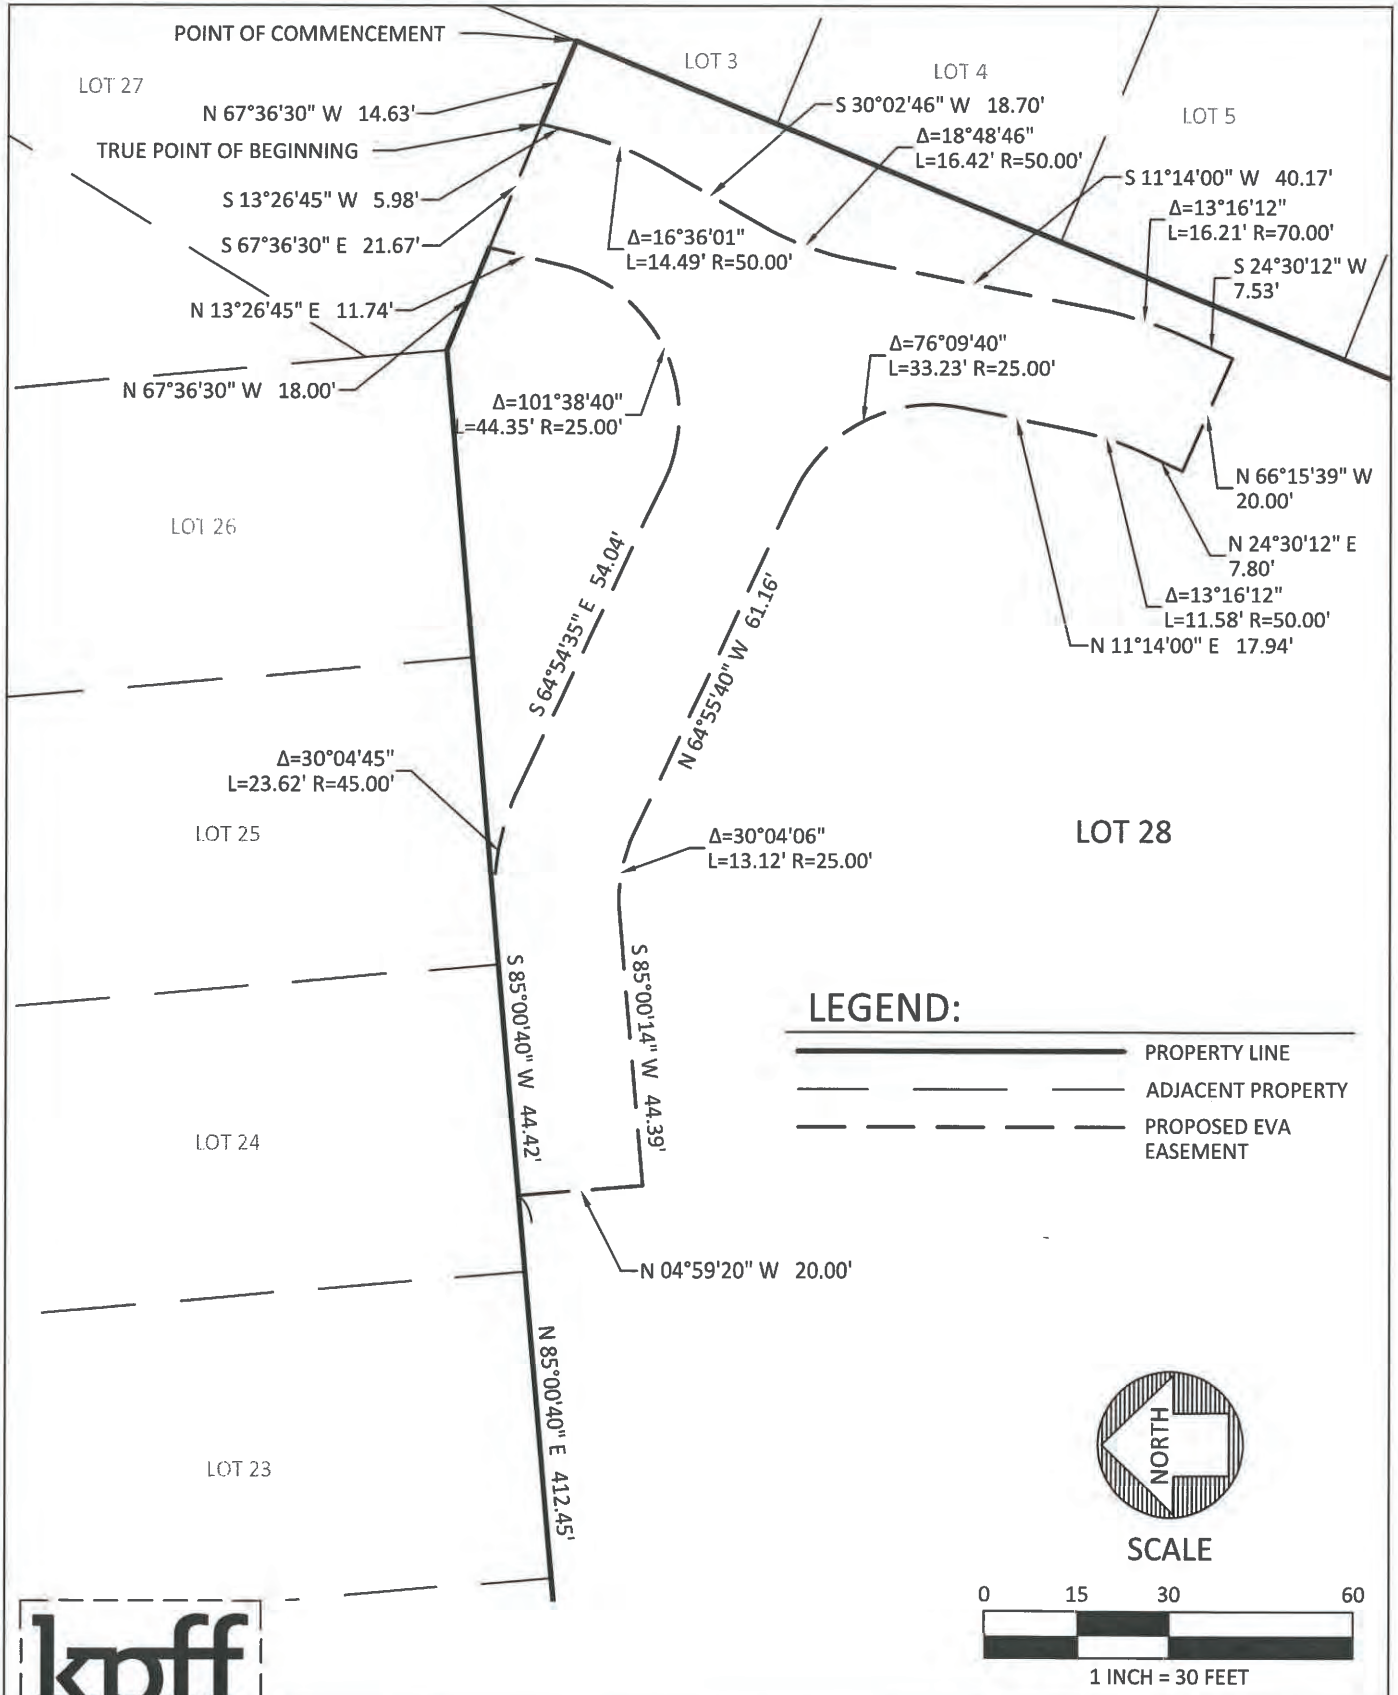 POINT OF COMMENCEMENT
LOT 3
LOT 4
LOT 27
N 67°36'30" W 14.63'
S 30°02'46" W 18.70'
LOT 5
TRUE POINT OF BEGINNING
Δ=18°48'46"
L=16.42' R=50.00'
S 11°14'00" W 40.17'
S 13°26'45" W 5.98'
Δ=13°16'12"
L=16.21' R=70.00'
S 67°36'30" E 21.67'
Δ=16°36'01"
L=14.49' R=50.00'
S 24°30'12" W
7.53'
N 13°26'45" E 11.74'
Δ=76°09'40"
L=33.23' R=25.00'
N 67°36'30" W 18.00'
Δ=101°38'40"
L=44.35' R=25.00'
N 66°15'39" W
20.00'
LOT 26
N 24°30'12" E
7.80'
S 64°54'35" E 54.04'
N 64°55'40" W 61.16'
Δ=13°16'12"
L=11.58' R=50.00'
N 11°14'00" E 17.94'
Δ=30°04'45"
L=23.62' R=45.00'
LOT 25
Δ=30°04'06"
L=13.12' R=25.00'
LOT 28
S 85°00'40" W 44.42'
S 85°00'14" W 44.39'
LEGEND:
PROPERTY LINE
ADJACENT PROPERTY
PROPOSED EVA
EASEMENT
LOT 24
N 04°59'20" W 20.00'
N 85°00'40" E 412.45'
LOT 23
NORTH
SCALE
0 15 30 60
1 INCH = 30 FEET
kpff